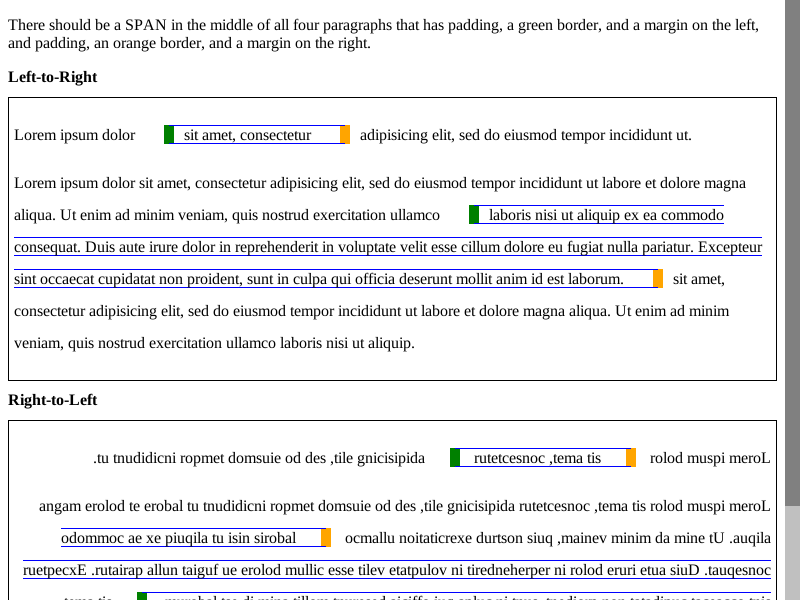 There should be a SPAN in the middle of all four paragraphs that has padding, a green border, and a margin on the left,
and padding, an orange border, and a margin on the right.
Left-to-Right
Lorem ipsum dolor sit amet, consectetur adipisicing elit, sed do eiusmod tempor incididunt ut.
Lorem ipsum dolor sit amet, consectetur adipisicing elit, sed do eiusmod tempor incididunt ut labore et dolore magna
aliqua. Ut enim ad minim veniam, quis nostrud exercitation ullamco laboris nisi ut aliquip ex ea commodo
consequat. Duis aute irure dolor in reprehenderit in voluptate velit esse cillum dolore eu fugiat nulla pariatur. Excepteur
sint occaecat cupidatat non proident, sunt in culpa qui officia deserunt mollit anim id est laborum. sit amet,
consectetur adipisicing elit, sed do eiusmod tempor incididunt ut labore et dolore magna aliqua. Ut enim ad minim
veniam, quis nostrud exercitation ullamco laboris nisi ut aliquip.
Right-to-Left
.tu tnudidicni ropmet domsuie od des ,tile gnicisipida rutetcesnoc ,tema tis rolod muspi meroL
angam erolod te erobal tu tnudidicni ropmet domsuie od des ,tile gnicisipida rutetcesnoc ,tema tis rolod muspi meroL
odommoc ae xe piuqila tu isin sirobal ocmallu noitaticrexe durtson siuq ,mainev minim da mine tU .auqila
ruetpecxE .rutairap allun taiguf ue erolod mullic esse tilev etatpulov ni tiredneherper ni rolod eruri etua siuD .tauqesnoc